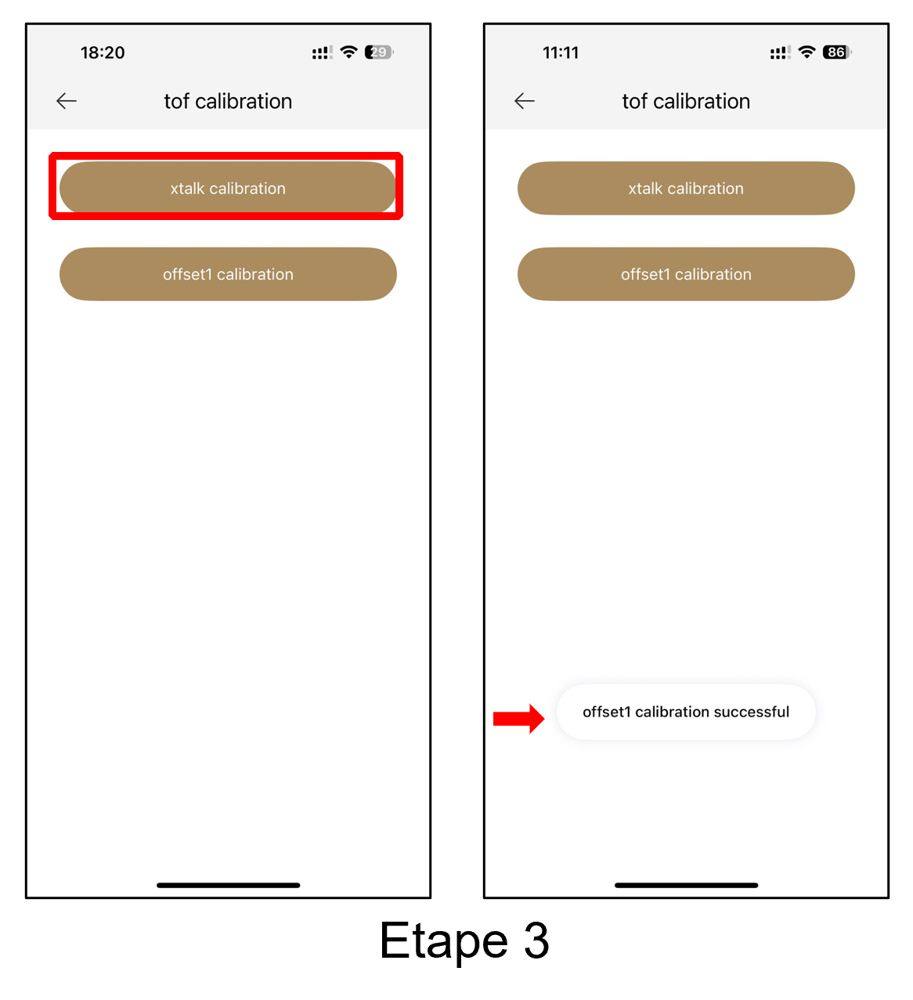 18:20
29
tof calibration
xtalk calibration
offset1 calibration
11:11
86
tof calibration
xtalk calibration
offset1 calibration
offset1 calibration successful
Etape 3